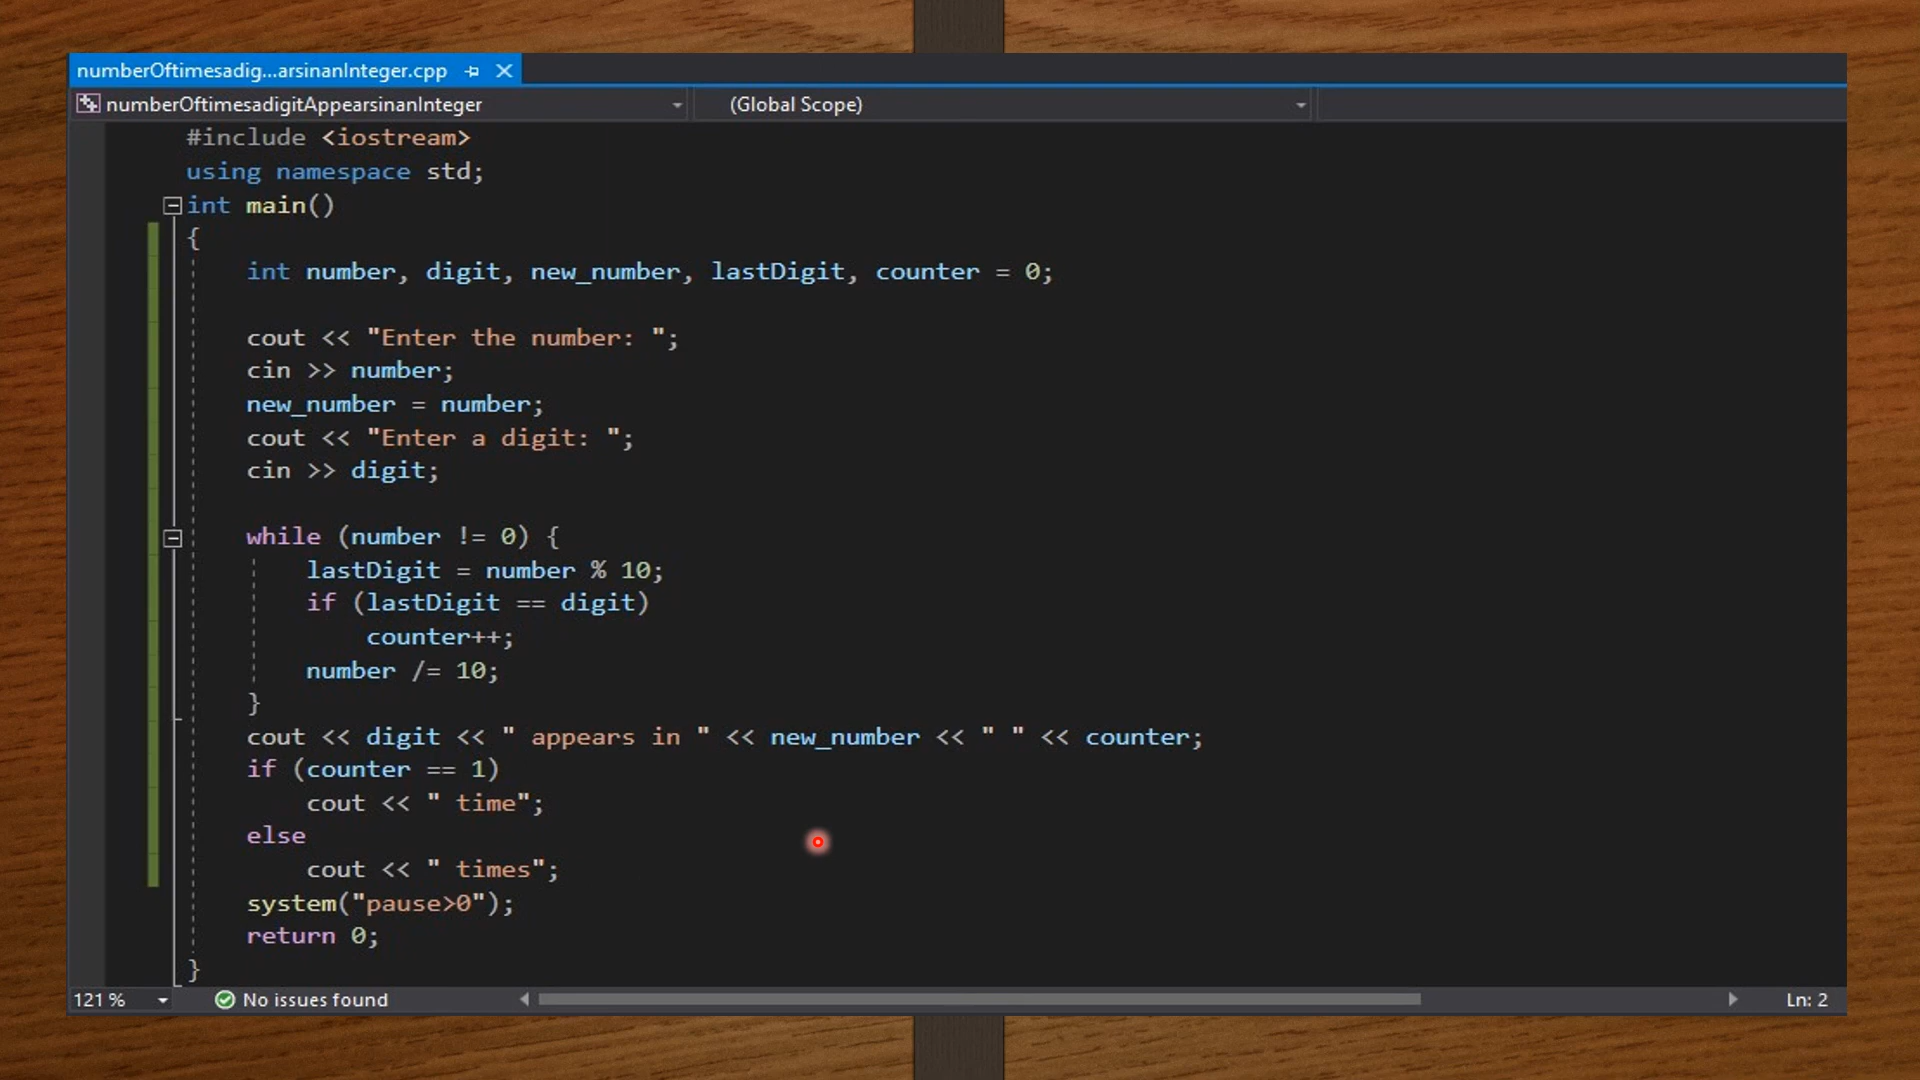 numberOftimesadig...arsinanInteger.cpp
numberOftimesadigitAppearsinanInteger (Global Scope)
#include <iostream>
using namespace std;
int main()
{
int number, digit, new_number, lastDigit, counter = 0;
cout << "Enter the number: ";
cin >> number;
new_number = number;
cout << "Enter a digit: ";
cin >> digit;
while (number != 0) {
lastDigit = number % 10;
if (lastDigit == digit)
counter++;
number /= 10;
}
cout << digit << " appears in " << new_number << " " << counter;
if (counter == 1)
cout << " time";
else
cout << " times";
system("pause>0");
return 0;
}
121 % No issues found Ln: 2